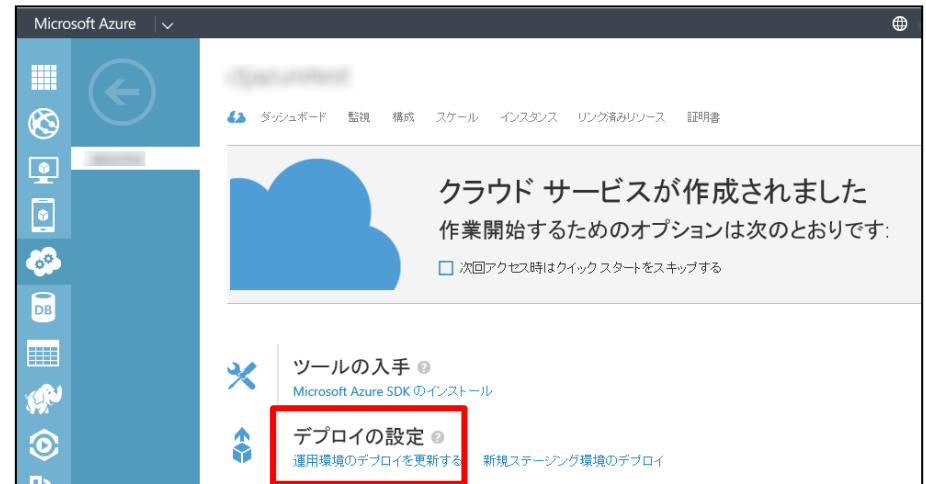 Microsoft Azure
ダッシュボード 監視 構成 スケール インスタンス リンク済みリソース 証明書
クラウド サービスが作成されました
作業開始するためのオプションは次のとおりです:
次回アクセス時はクイック スタートをスキップする
DB
ツールの入手 ?
Microsoft Azure SDK のインストール
デプロイの設定 ?
運用環境のデプロイを更新する 新規ステージング環境のデプロイ